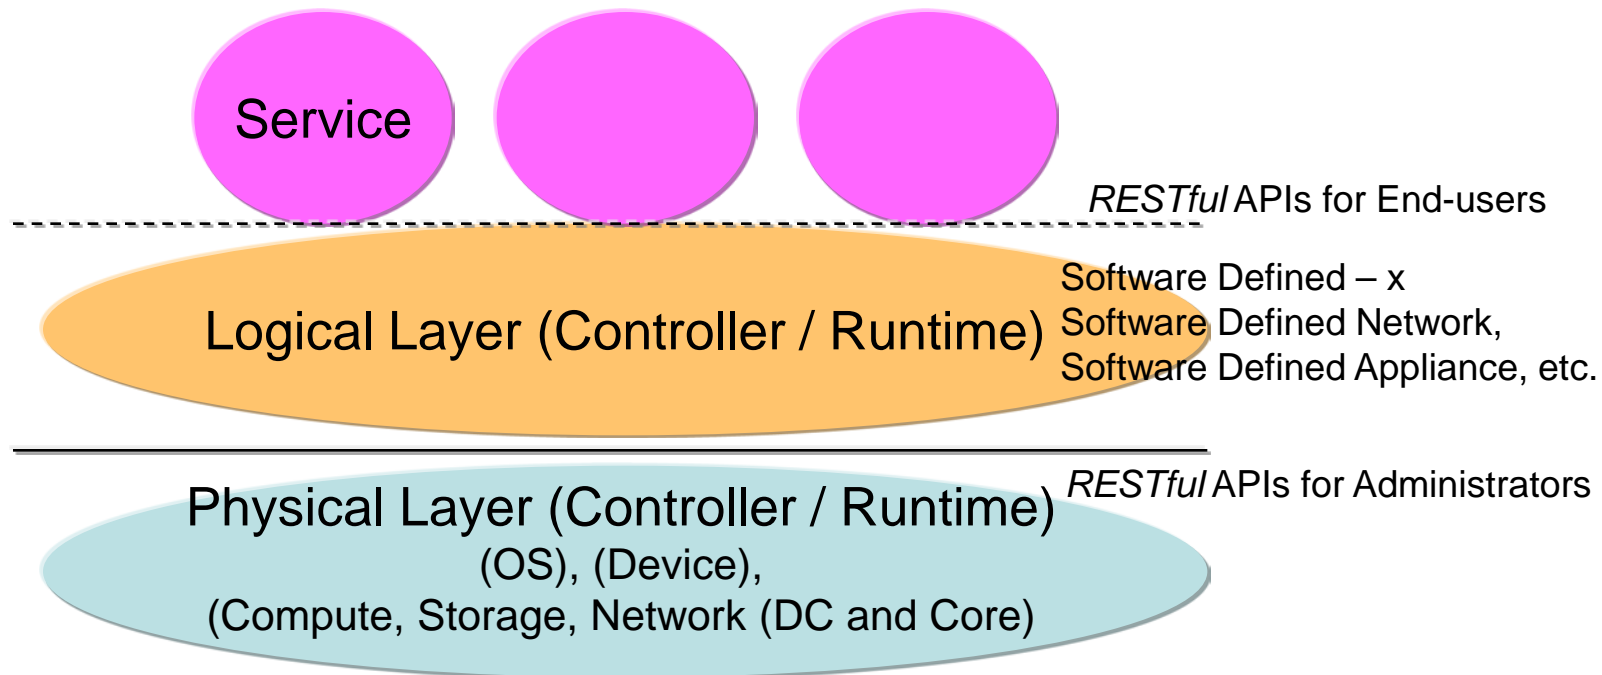 Service
RESTful APIs for End-users
Software Defined – x
Logical Layer (Controller / Runtime)
Software Defined Network,
Software Defined Appliance, etc.
RESTful APIs for Administrators
Physical Layer (Controller / Runtime)
(OS), (Device),
(Compute, Storage, Network (DC and Core)